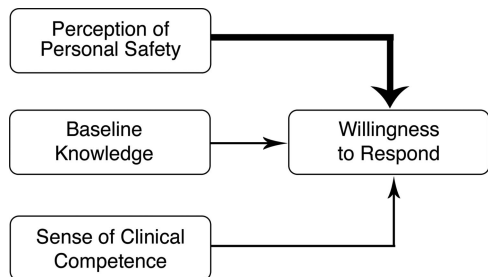 Perception of
Personal Safety
Baseline
Knowledge
Willingness
to Respond
Sense of Clinical
Competence